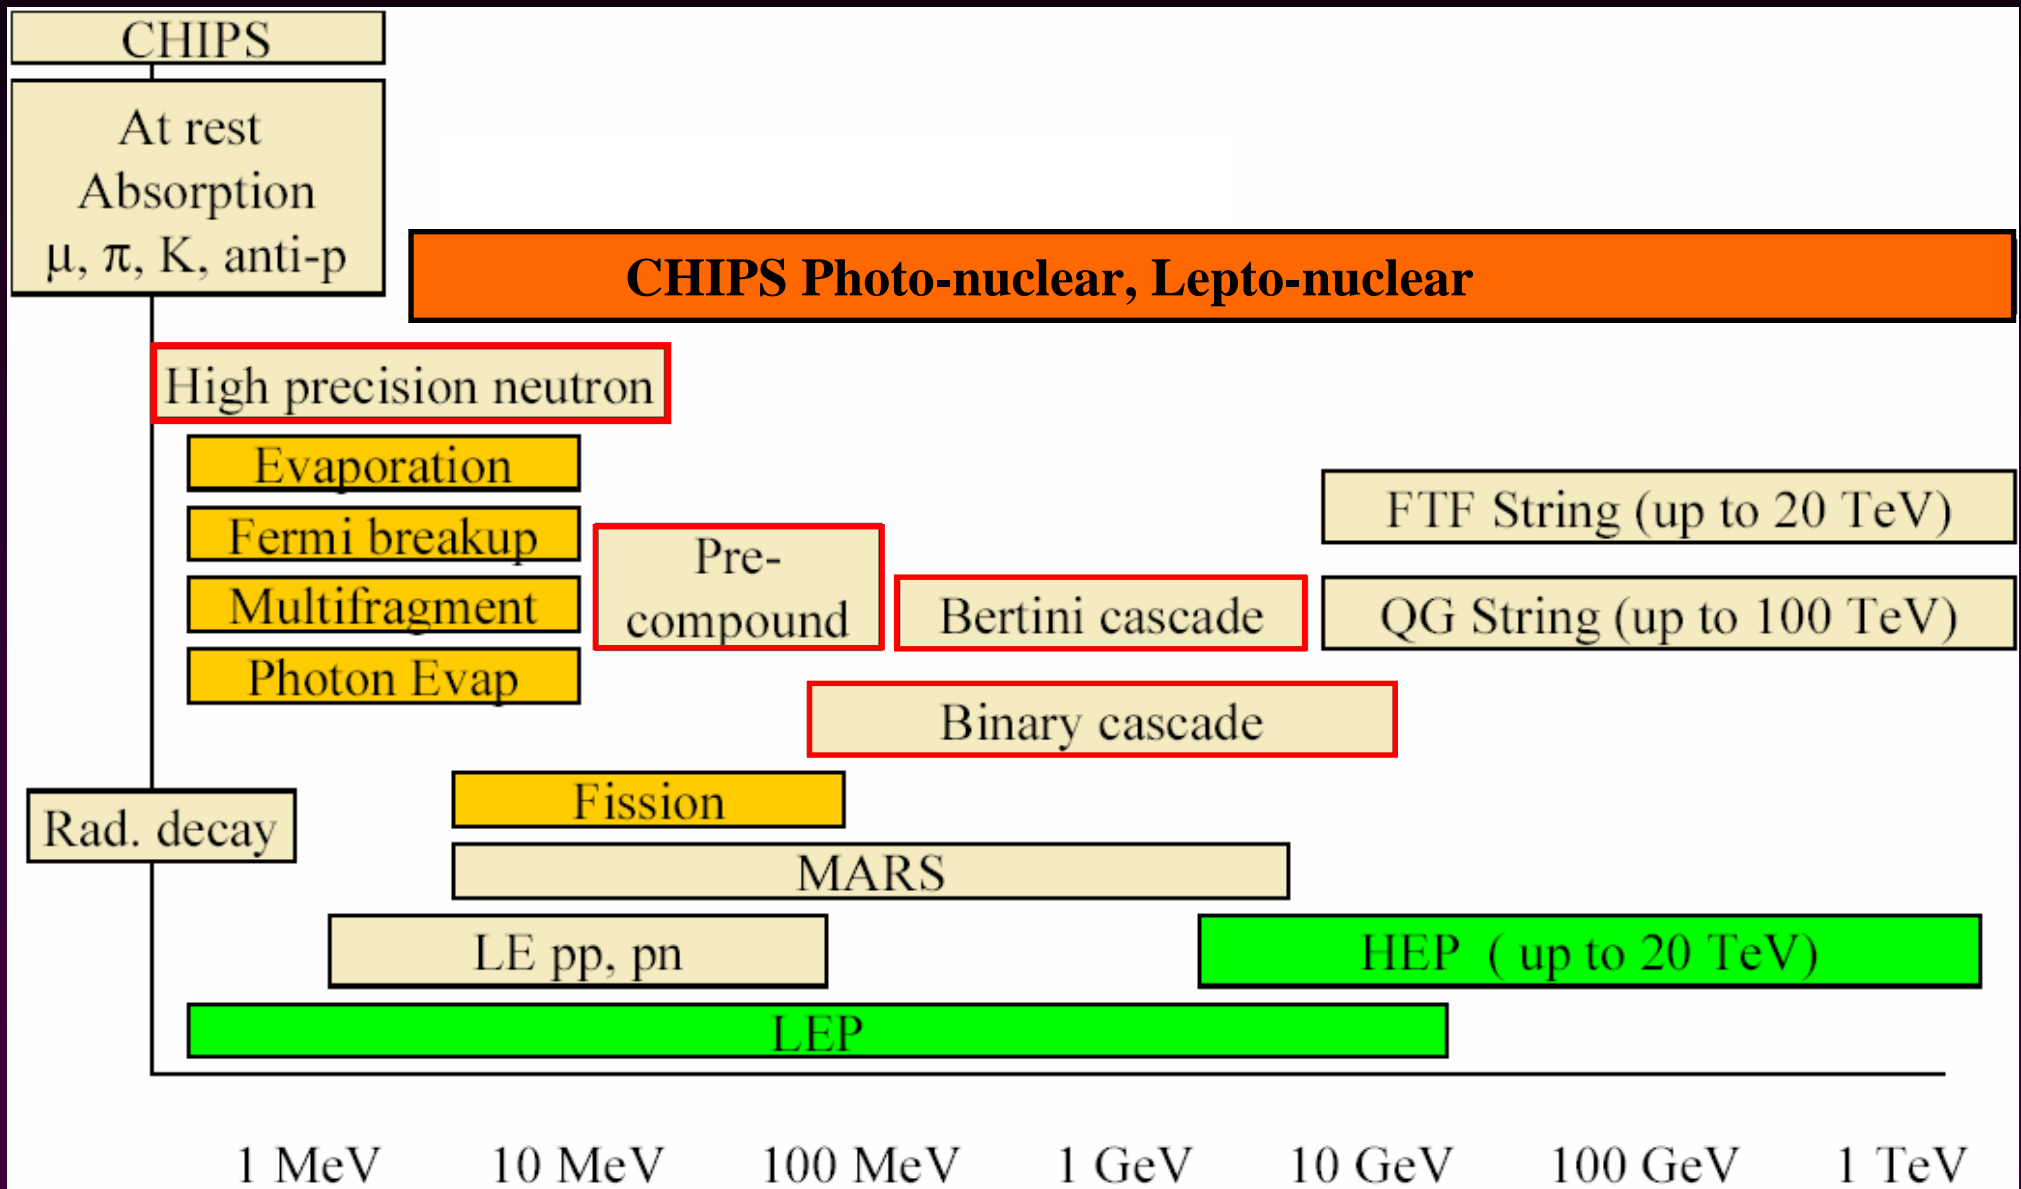 CHIPS
At rest
Absorption
μ, π, K, anti-p
CHIPS Photo-nuclear, Lepto-nuclear
High precision neutron
Evaporation
FTF String (up to 20 TeV)
Fermi breakup
Pre-
compound
Multifragment
Bertini cascade
QG String (up to 100 TeV)
Photon Evap
Binary cascade
Fission
Rad. decay
MARS
LE pp, pn
HEP ( up to 20 TeV)
LEP
1 MeV 10 MeV 100 MeV 1 GeV 10 GeV 100 GeV 1 TeV